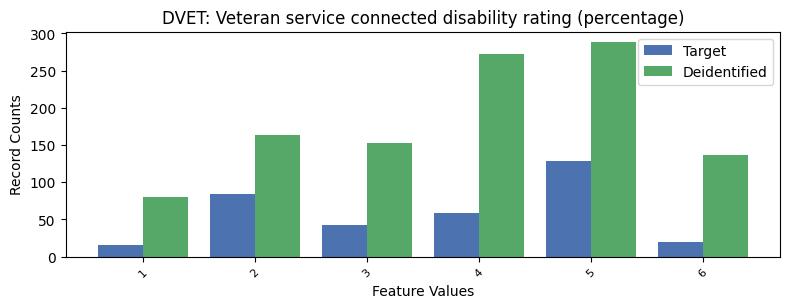 DVET: Veteran service connected disability rating (percentage)
Record Counts
300
250
200
150
100
50
0
Target
Deidentified
1 2 3 4 5 6
Feature Values